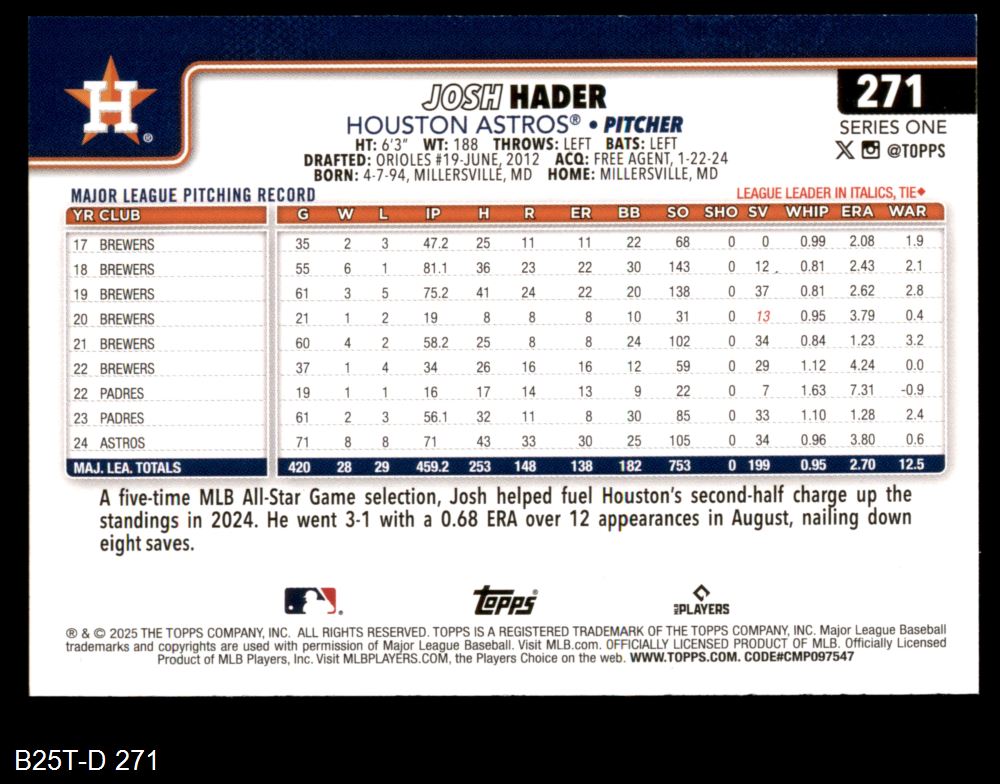 H ®
JOSH HADER
271
HOUSTON ASTROS® • PITCHER
SERIES ONE
HT: 6'3" WT: 188 THROWS: LEFT BATS: LEFT
X @TOPPS
DRAFTED: ORIOLES #19-JUNE, 2012 ACQ: FREE AGENT, 1-22-24
BORN: 4-7-94, MILLERSVILLE, MD HOME: MILLERSVILLE, MD
MAJOR LEAGUE PITCHING RECORD
LEAGUE LEADER IN ITALICS, TIE◆
YR CLUB G W L IP H R ER BB SO SHO SV WHIP ERA WAR
17 BREWERS 35 2 3 47.2 25 11 11 22 68 0 0 0.99 2.08 1.9
18 BREWERS 55 6 1 81.1 36 23 22 30 143 0 12 0.81 2.43 2.1
19 BREWERS 61 3 5 75.2 41 24 22 20 138 0 37 0.81 2.62 2.8
20 BREWERS 21 1 2 19 8 8 8 10 31 0 13 0.95 3.79 0.4
21 BREWERS 60 4 2 58.2 25 8 8 24 102 0 34 0.84 1.23 3.2
22 BREWERS 37 1 4 34 26 16 16 12 59 0 29 1.12 4.24 0.0
22 PADRES 19 1 1 16 17 14 13 9 22 0 7 1.63 7.31 -0.9
23 PADRES 61 2 3 56.1 32 11 8 30 85 0 33 1.10 1.28 2.4
24 ASTROS 71 8 8 71 43 33 30 25 105 0 34 0.96 3.80 0.6
MAJ. LEA. TOTALS 420 28 29 459.2 253 148 138 182 753 0 199 0.95 2.70 12.5
A five-time MLB All-Star Game selection, Josh helped fuel Houston's second-half charge up the
standings in 2024. He went 3-1 with a 0.68 ERA over 12 appearances in August, nailing down
eight saves.
TOPPS®
MLB PLAYERS
® & © 2025 THE TOPPS COMPANY, INC. ALL RIGHTS RESERVED. TOPPS IS A REGISTERED TRADEMARK OF THE TOPPS COMPANY, INC. Major League Baseball
trademarks and copyrights are used with permission of Major League Baseball. Visit MLB.com. OFFICIALLY LICENSED PRODUCT OF MLB. Officially Licensed
Product of MLB Players, Inc. Visit MLBPLAYERS.COM, the Players Choice on the web. WWW.TOPPS.COM. CODE#CMP097547
B25T-D 271